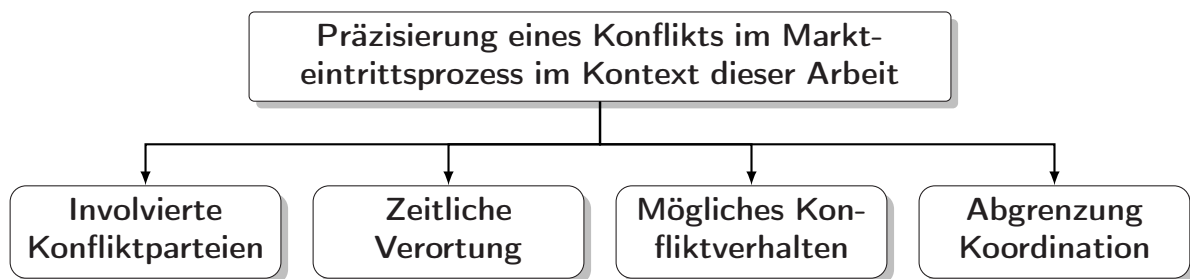 Präzisierung eines Konflikts im Markt-
eintrittsprozess im Kontext dieser Arbeit
Involvierte
Konfliktparteien
Zeitliche
Verortung
Mögliches Kon-
fliktverhalten
Abgrenzung
Koordination